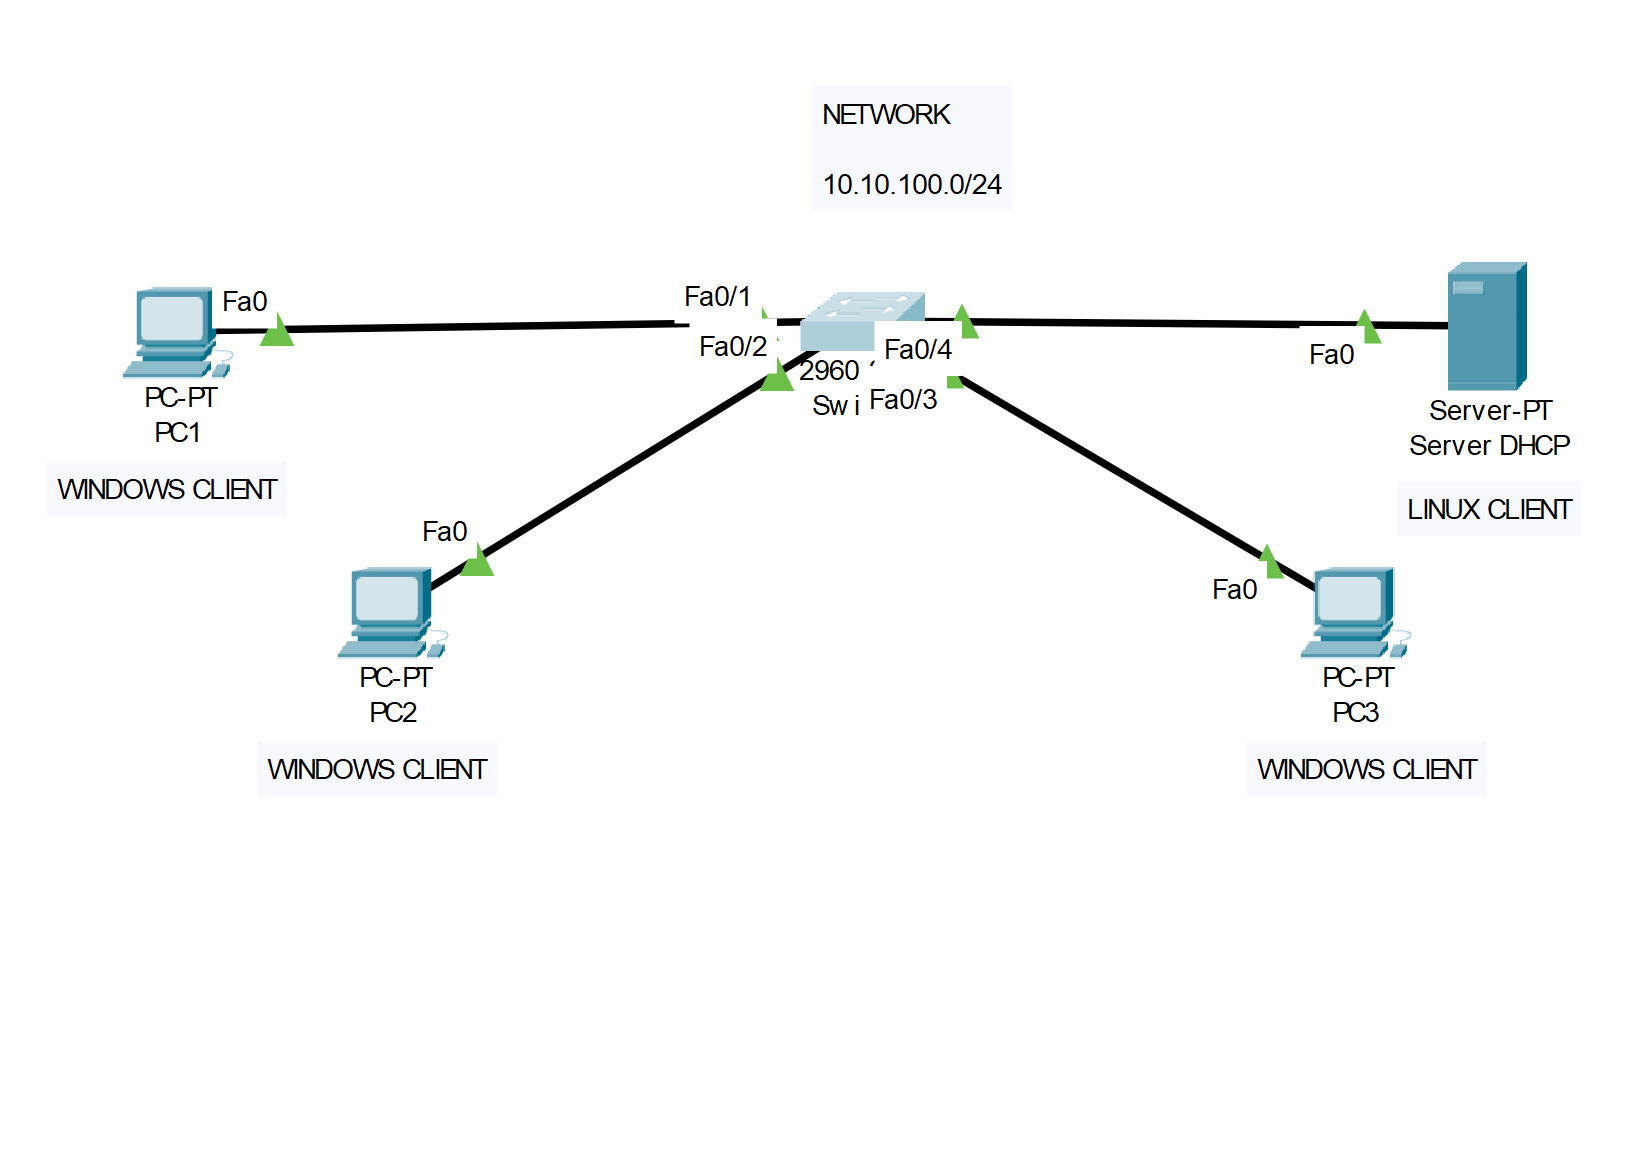 NETWORK
10.10.100.0/24
Fa0
Fa0/1
Fa0/2
Fa0/4
Fa0/3
2960
Fa0
PC-PT
PC1
WINDOWS CLIENT
Server-PT
Server DHCP
LINUX CLIENT
Fa0
PC-PT
PC2
WINDOWS CLIENT
Fa0
PC-PT
PC3
WINDOWS CLIENT